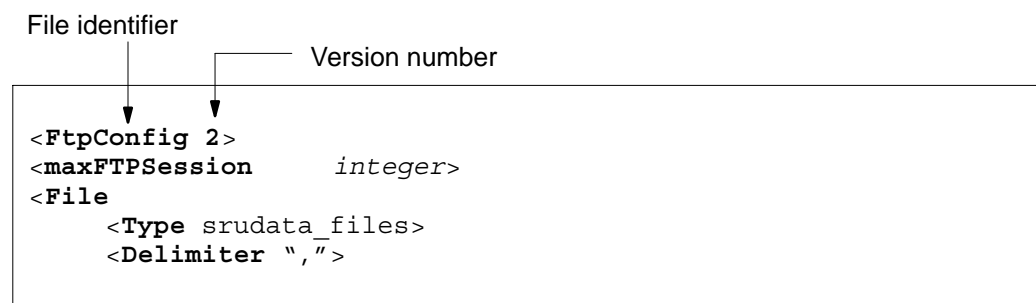 File identifier
Version number
<FtpConfig 2>
<maxFTPSession integer>
<File
<Type srudata_files>
<Delimiter “,”>